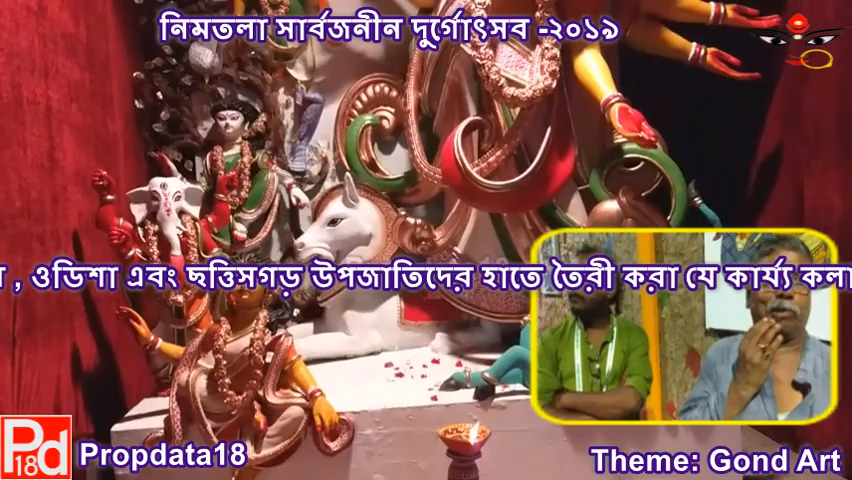 নিমতলা সার্বজনীন দুর্গোৎসব -২০১৯
, ওডিশা এবং ছত্তিসগড় উপজাতিদের হাতে তৈরী করা যে কার্য্য কলা
Pd
18
Propdata18
Theme: Gond Art